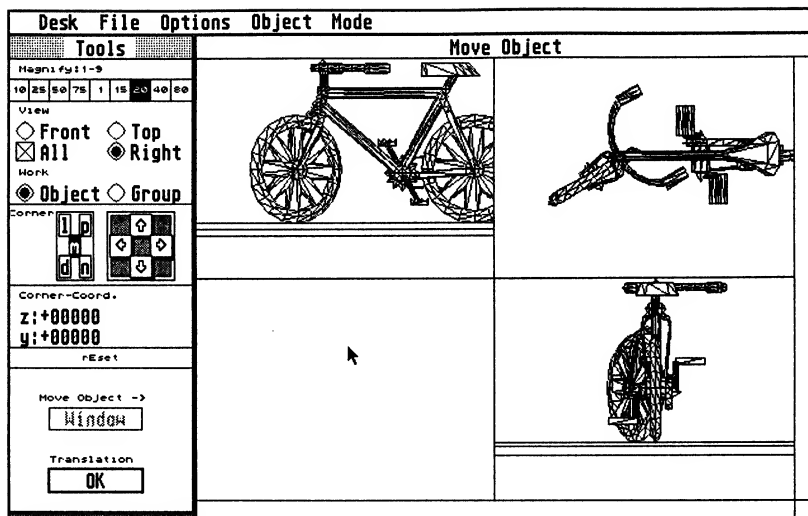 Desk File Options Object Mode
Tools
Move Object
Magnify:1-9
10 25 50 75 1 15 20 40 80
View
Front Top
All Right
Work
Object Group
Corner
l p
m
d n
Corner-Coord.
z:+00000
y:+00000
rEset
Move Object ->
Window
Translation
OK